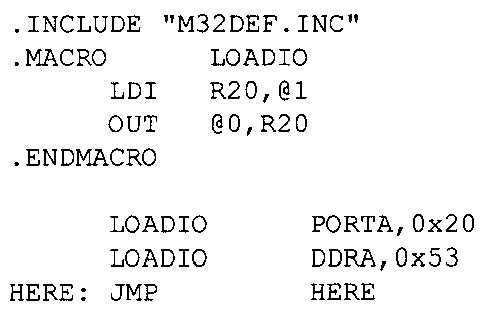 .INCLUDE "M32DEF.INC"
.MACRO LOADIO
LDI R20,@1
OUT @0,R20
.ENDMACRO
LOADIO PORTA,0x20
LOADIO DDRA,0x53
HERE: JMP HERE